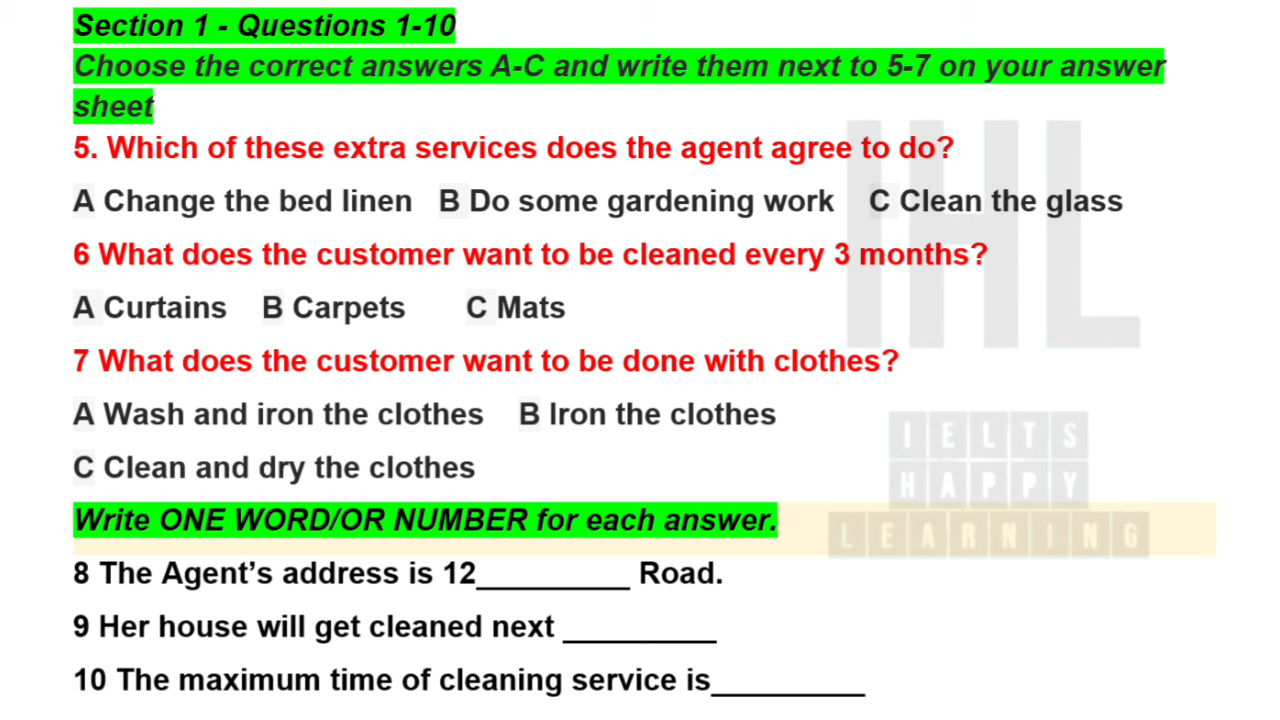 Section 1 - Questions 1-10
Choose the correct answers A-C and write them next to 5-7 on your answer
sheet
5. Which of these extra services does the agent agree to do?
A Change the bed linen B Do some gardening work C Clean the glass
6 What does the customer want to be cleaned every 3 months?
A Curtains B Carpets C Mats
7 What does the customer want to be done with clothes?
A Wash and iron the clothes B Iron the clothes
C Clean and dry the clothes
Write ONE WORD/OR NUMBER for each answer.
8 The Agent’s address is 12_________ Road.
9 Her house will get cleaned next _________
10 The maximum time of cleaning service is_________
IHL
IELTS
HAPPY
LEARNING